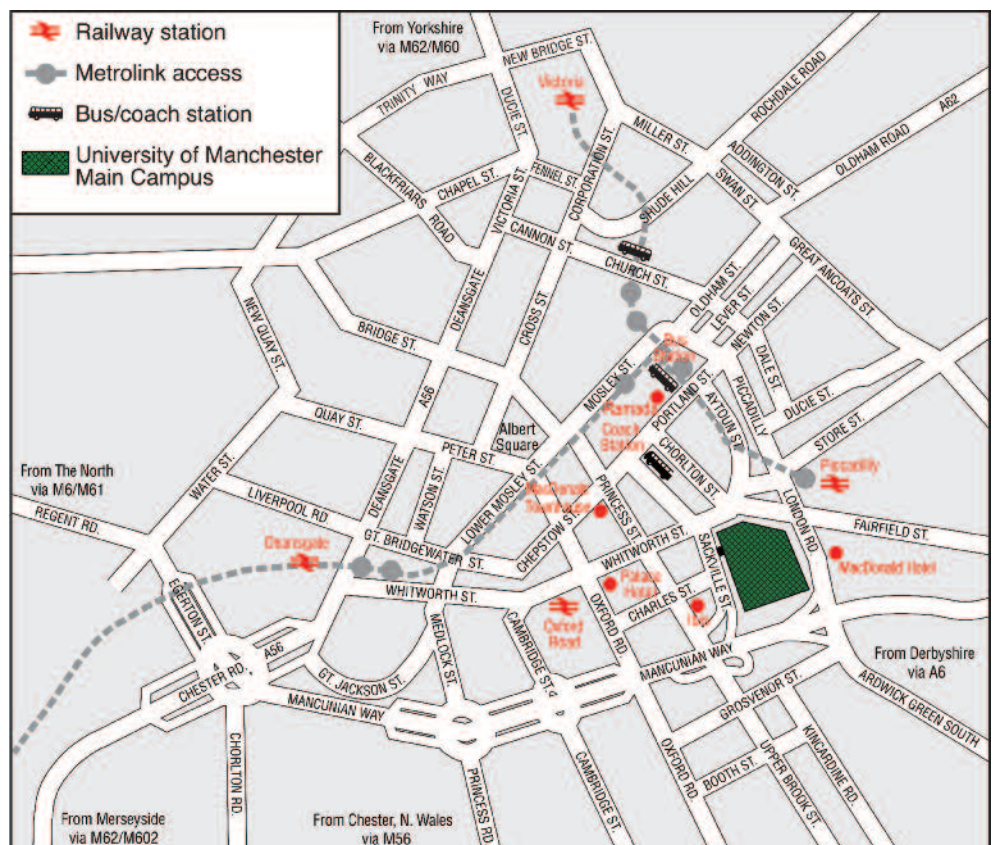 Railway station
Metrolink access
Bus/coach station
University of Manchester
Main Campus
From Yorkshire
via M62/M60
NEW BRIDGE ST.
TRINITY WAY
DUCIE ST.
Victoria
ROCHDALE ROAD
A62
OLDHAM ROAD
MILLER ST.
ADDINGTON ST.
SWAN ST.
BLACKFRIARS ROAD
CHAPEL ST.
FENNEL ST.
CORPORATION ST.
SHUDE HILL
VICTORIA ST.
CANNON ST.
CHURCH ST.
GREAT ANCOATS ST.
OLDHAM ST.
LEVER ST.
NEWTON ST.
NEW QUAY ST.
DEANSGATE
CROSS ST.
BRIDGE ST.
Bus
Station
DALE ST.
MOSLEY ST.
PICCADILLY
A56
Ramada
PORTLAND ST.
AYTOUN ST.
DUCIE ST.
QUAY ST.
Albert
Square
Coach
Station
STORE ST.
PETER ST.
CHORLTON ST.
From The North
via M6/M61
WATER ST.
DEANSGATE
WATSON ST.
LOWER MOSLEY ST.
MacDonald
Townhouse
PRINCESS ST.
Piccadilly
REGENT RD.
LIVERPOOL RD
LONDON RD.
FAIRFIELD ST.
Deansgate
GT. BRIDGEWATER ST.
CHEPSTOW ST.
WHITWORTH ST.
SACKVILLE ST.
MacDonald Hotel
EGERTON ST.
WHITWORTH ST.
Palace
Hotel
CHARLES ST.
Ibis
Oxford
Road
OXFORD RD.
MEDLOCK ST.
CAMBRIDGE ST.
A56
CHESTER RD.
GT. JACKSON ST.
MANCUNIAN WAY
MANCUNIAN WAY
From Derbyshire
via A6
GROSVENOR ST.
ARDWICK GREEN SOUTH
CHORLTON RD.
OXFORD RD.
KINCARDINE RD.
BOOTH ST.
UPPER BROOK ST.
PRINCESS RD.
CAMBRIDGE ST.
From Merseyside
via M62/M602
From Chester, N. Wales
via M56